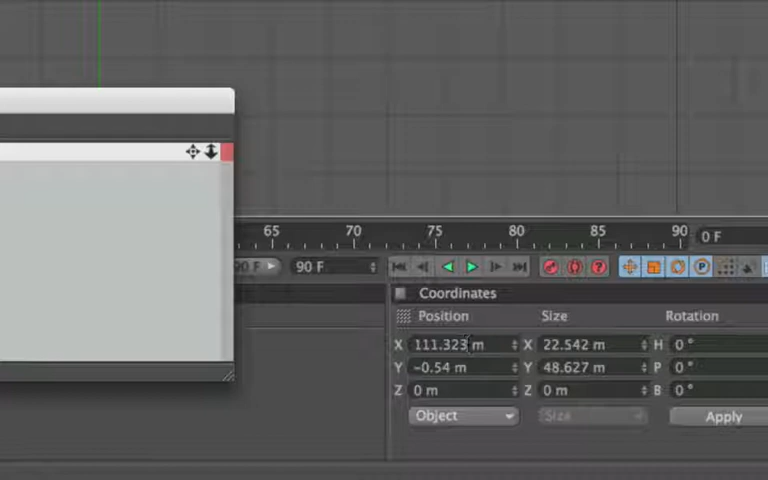 65 70 75 80 85 90 0 F
90 F 90 F P
Coordinates
Position Size Rotation
X 111.323 m X 22.542 m H 0 °
Y -0.54 m Y 48.627 m P 0 °
Z 0 m Z 0 m B 0 °
Object Size Apply